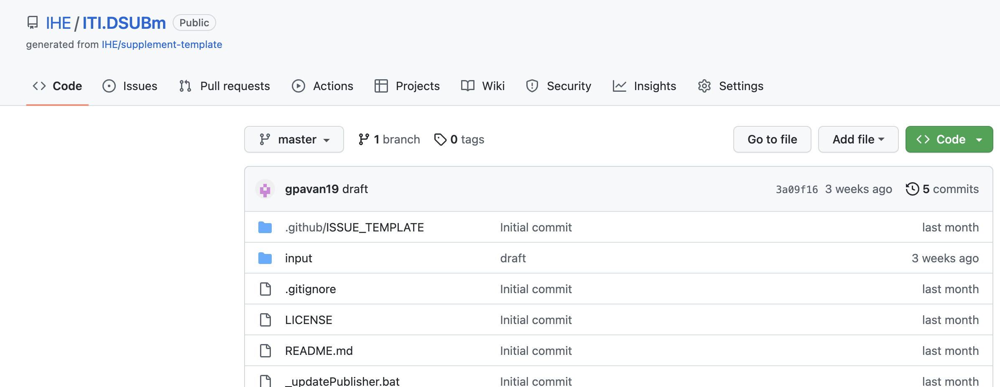 IHE / ITI.DSUBm Public
generated from IHE/supplement-template
Code Issues Pull requests Actions Projects Wiki Security Insights Settings
master 1 branch 0 tags Go to file Add file Code
gpavan19 draft 3a09f16 3 weeks ago 5 commits
.github/ISSUE_TEMPLATE Initial commit last month
input draft 3 weeks ago
.gitignore Initial commit last month
LICENSE Initial commit last month
README.md Initial commit last month
_updatePublisher.bat Initial commit last month